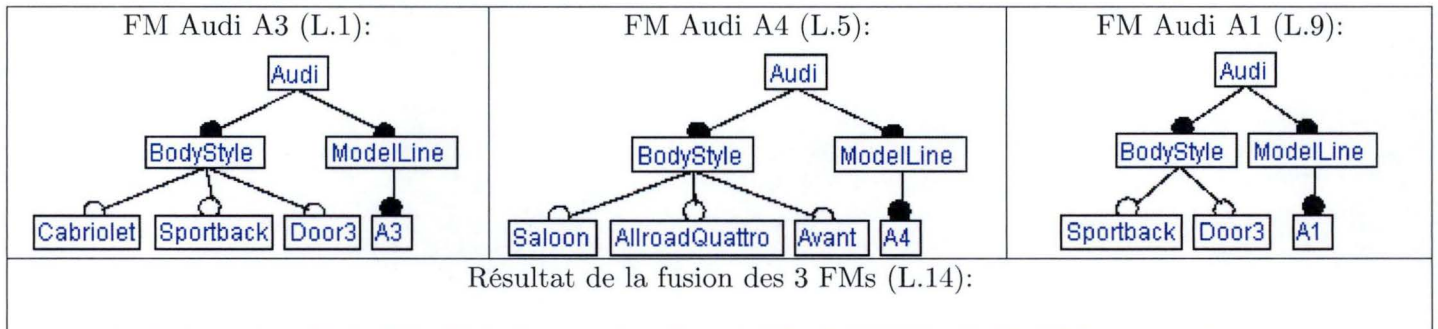 FM Audi A3 (L.1): FM Audi A4 (L.5): FM Audi A1 (L.9):
Audi Audi Audi
BodyStyle ModelLine BodyStyle ModelLine BodyStyle ModelLine
Cabriolet Sportback Door3 A3 Saloon AllroadQuattro Avant A4 Sportback Door3 A1
Résultat de la fusion des 3 FMs (L.14):